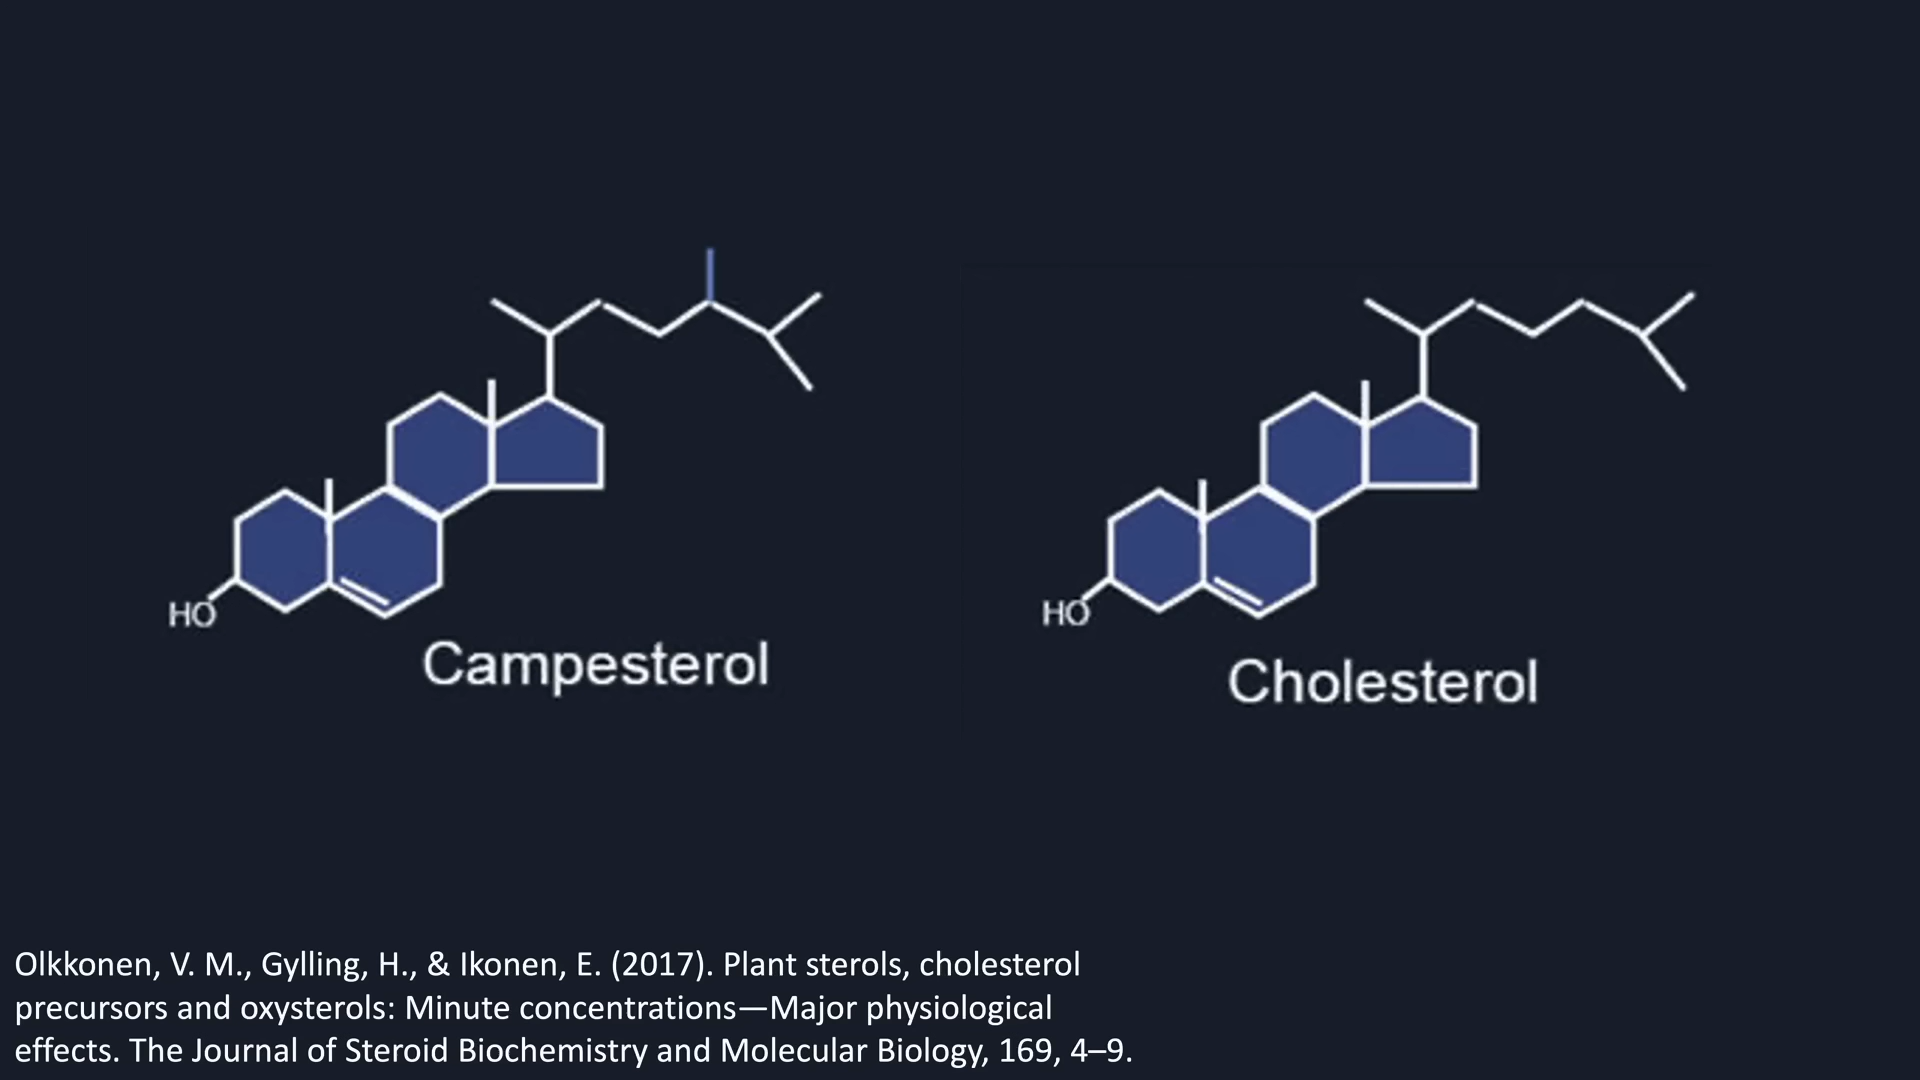 HO
Campesterol
HO
Cholesterol
Olkkonen, V. M., Gylling, H., & Ikonen, E. (2017). Plant sterols, cholesterol
precursors and oxysterols: Minute concentrations—Major physiological
effects. The Journal of Steroid Biochemistry and Molecular Biology, 169, 4–9.